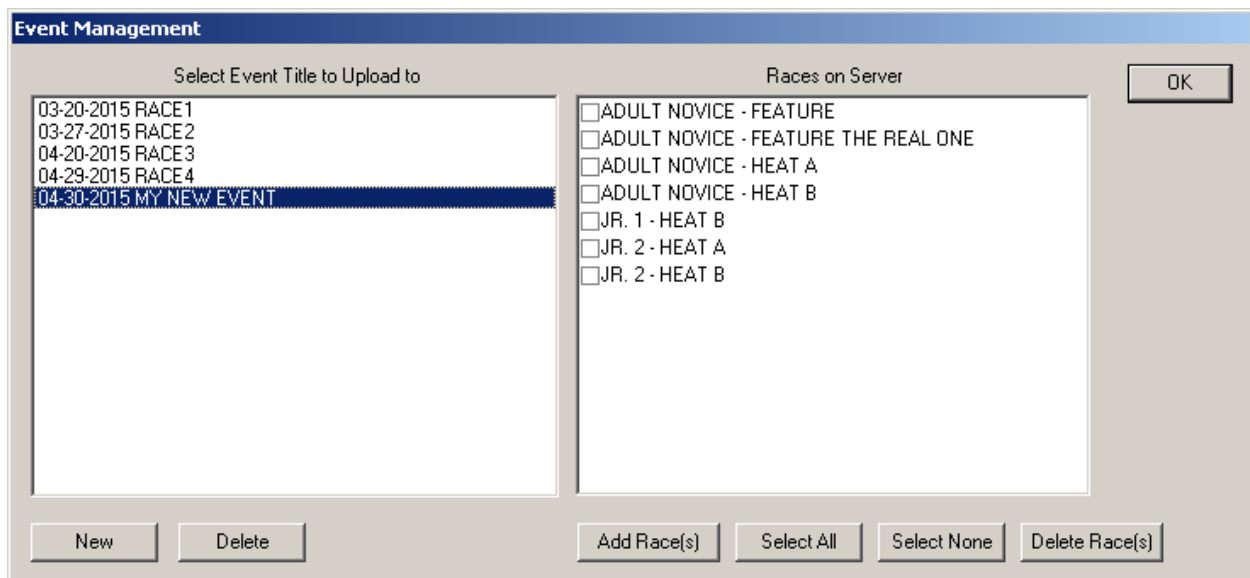 Event Management
Select Event Title to Upload to
03-20-2015 RACE1
03-27-2015 RACE2
04-20-2015 RACE3
04-29-2015 RACE4
04-30-2015 MY NEW EVENT
New
Delete
Races on Server
ADULT NOVICE - FEATURE
ADULT NOVICE - FEATURE THE REAL ONE
ADULT NOVICE - HEAT A
ADULT NOVICE - HEAT B
JR. 1 - HEAT B
JR. 2 - HEAT A
JR. 2 - HEAT B
Add Race(s)
Select All
Select None
Delete Race(s)
OK